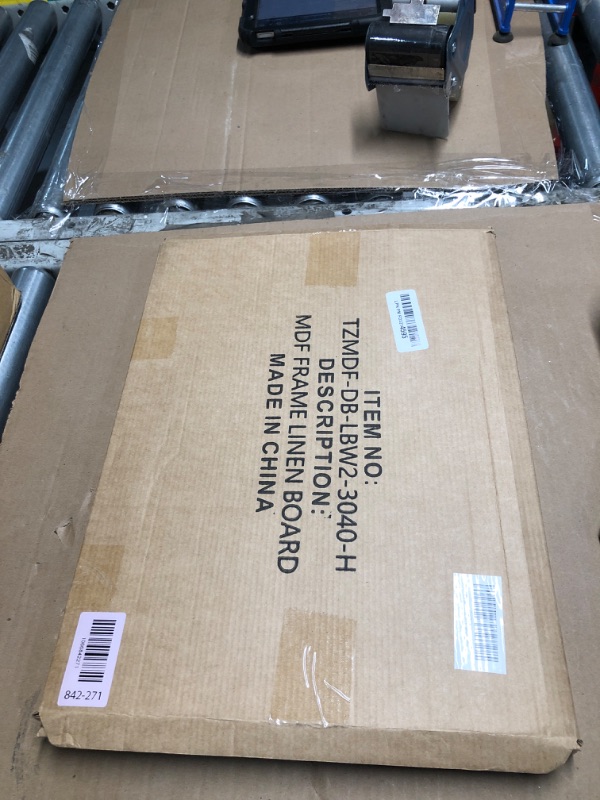 ITEM NO:
TZMDF-DB-LBW2-3040-H
DESCRIPTION:
MDF FRAME LINEN BOARD
MADE IN CHINA
842-271